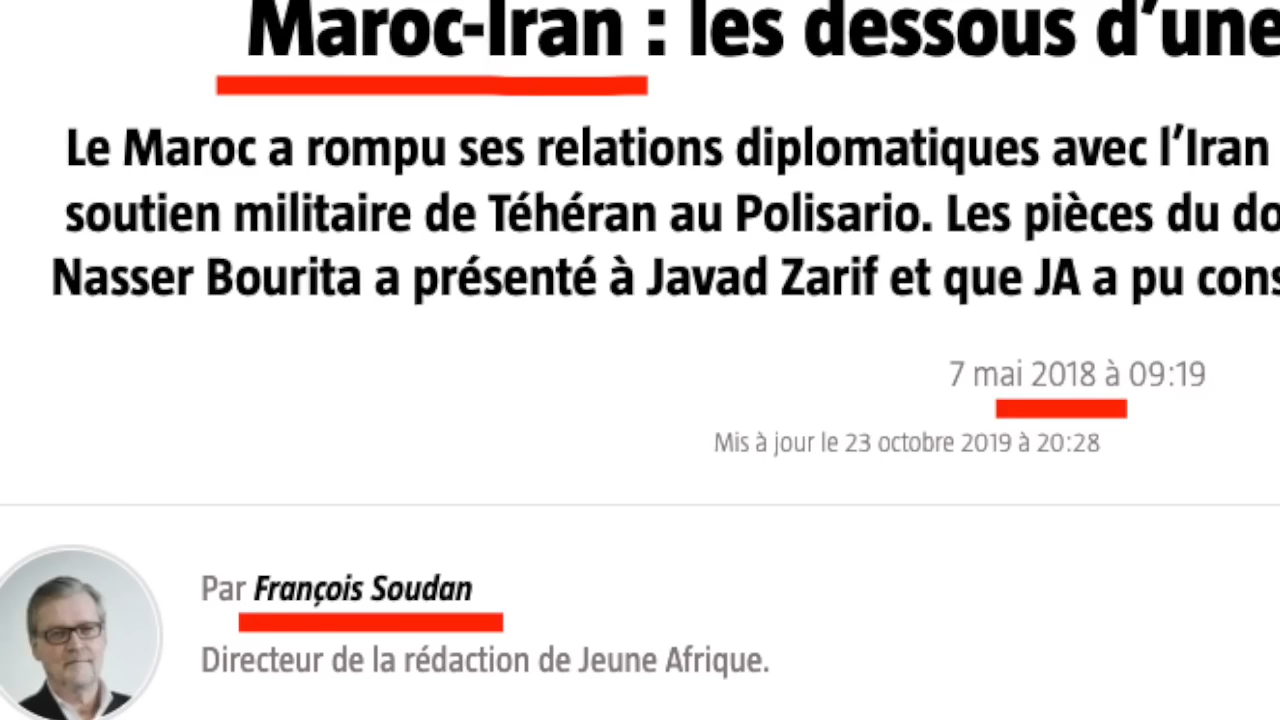 Maroc-Iran : les dessous d’une
Le Maroc a rompu ses relations diplomatiques avec l’Iran
soutien militaire de Téhéran au Polisario. Les pièces du do
Nasser Bourita a présenté à Javad Zarif et que JA a pu cons
7 mai 2018 à 09:19
Mis à jour le 23 octobre 2019 à 20:28
Par François Soudan
Directeur de la rédaction de Jeune Afrique.